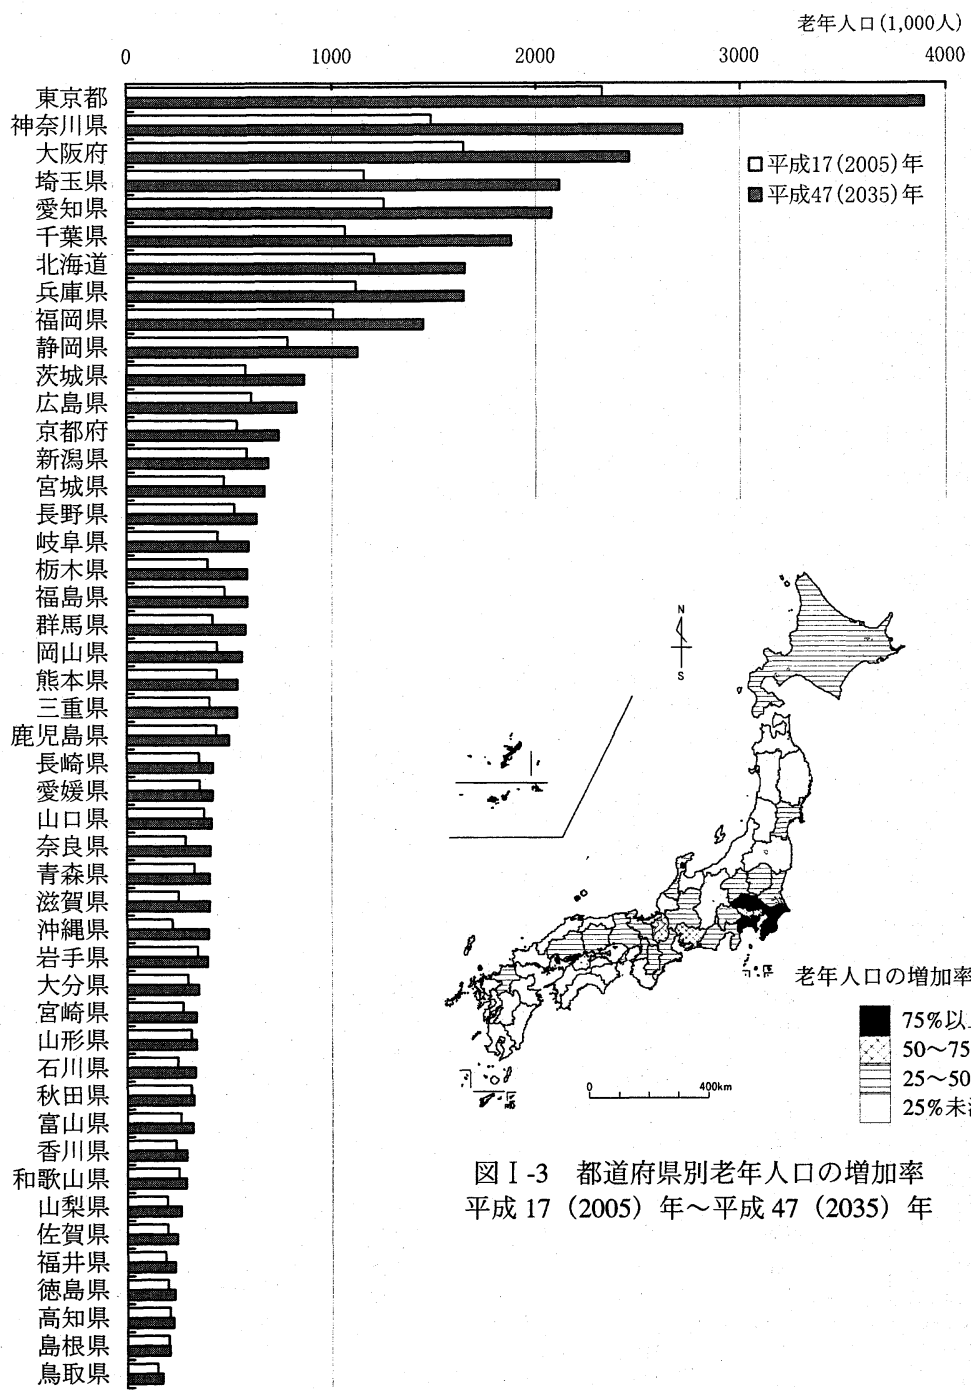 老年人口(1,000人)
0 1000 2000 3000 4000
東京都
神奈川県
大阪府
埼玉県
愛知県
千葉県
北海道
兵庫県
福岡県
静岡県
茨城県
広島県
京都府
新潟県
宮城県
長野県
岐阜県
栃木県
福島県
群馬県
岡山県
熊本県
三重県
鹿児島県
長崎県
愛媛県
山口県
奈良県
青森県
滋賀県
沖縄県
岩手県
大分県
宮崎県
山形県
石川県
秋田県
富山県
香川県
和歌山県
山梨県
佐賀県
福井県
徳島県
高知県
島根県
鳥取県
平成17(2005)年
平成47(2035)年
N
S
老年人口の増加率
75%以上
50〜75
25〜50
25%未満
0 400km
図Ⅰ-3 都道府県別老年人口の増加率
平成17(2005)年〜平成47(2035)年